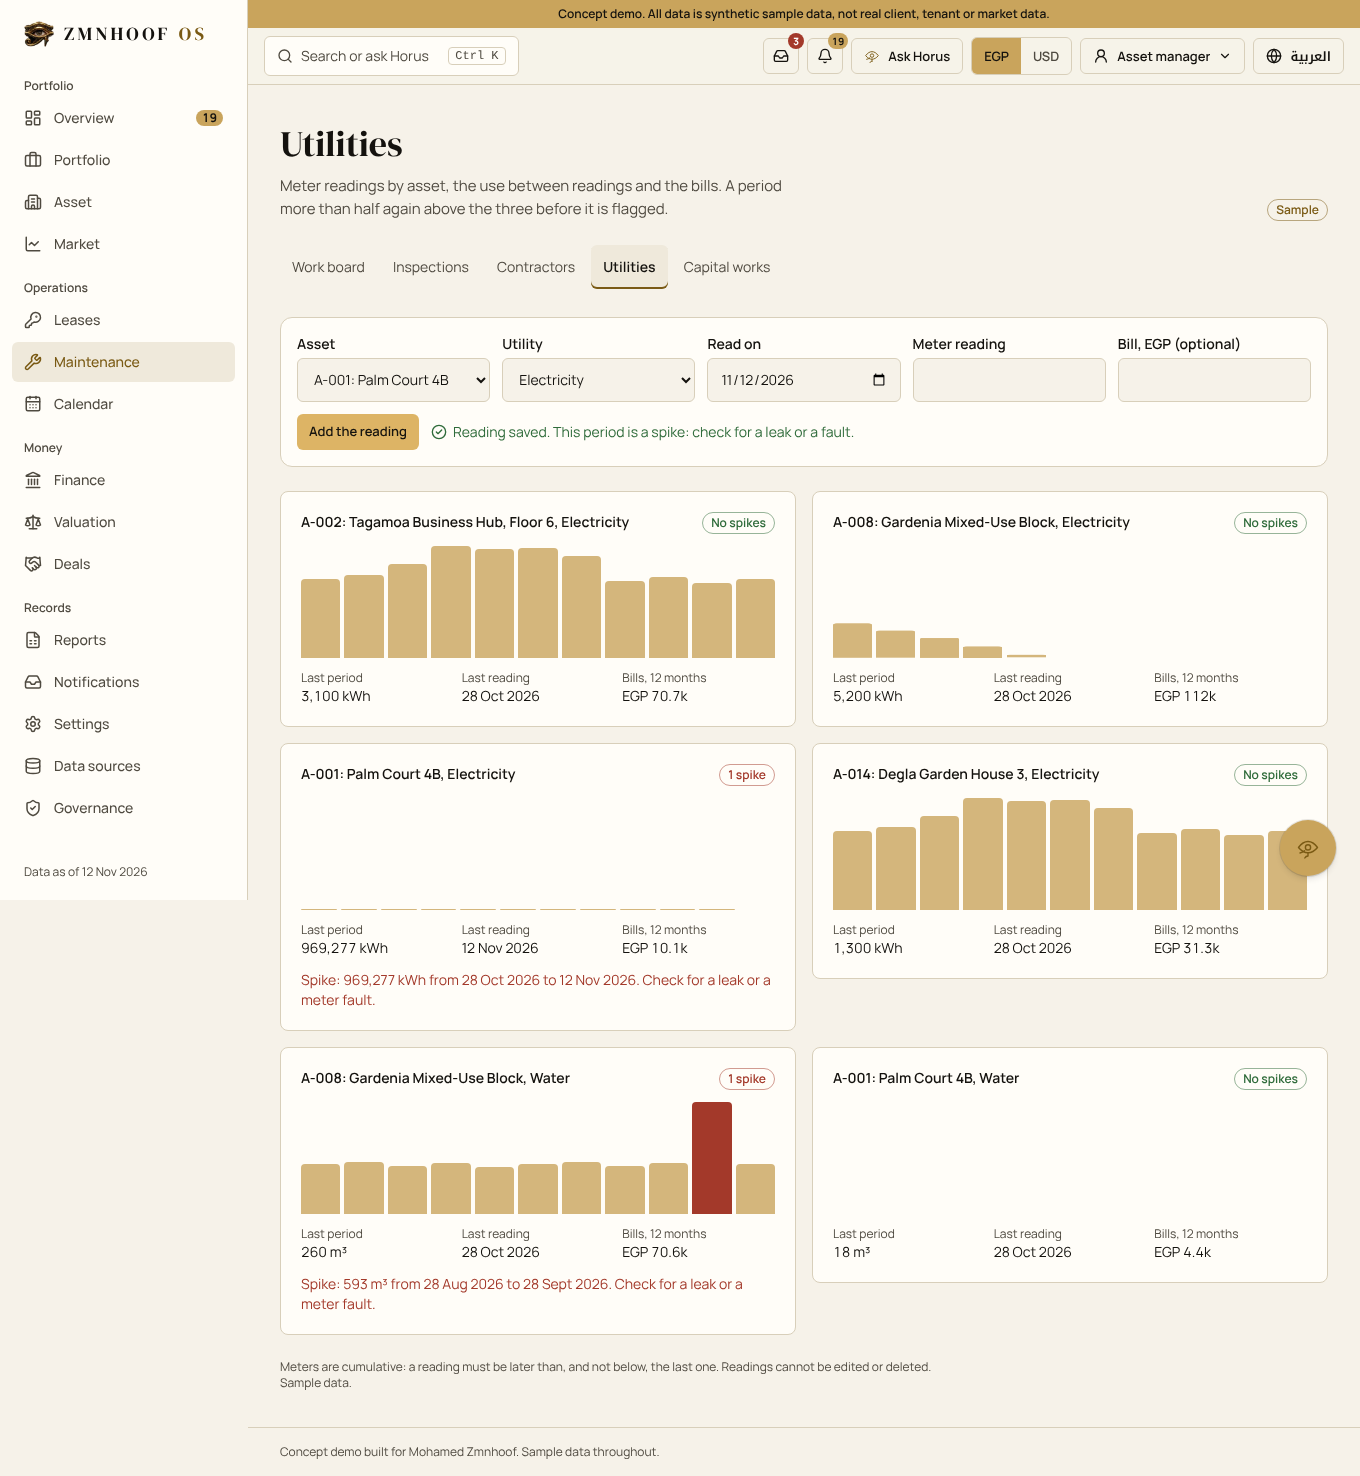 Concept demo. All data is synthetic sample data, not real client, tenant or market data.
ZMNHOOF OS
Search or ask Horus
Ctrl K
3
19
Ask Horus
EGP
USD
Asset manager
العربية
Portfolio
Overview
19
Portfolio
Asset
Market
Operations
Leases
Maintenance
Calendar
Money
Finance
Valuation
Deals
Records
Reports
Notifications
Settings
Data sources
Governance
Data as of 12 Nov 2026
Utilities
Meter readings by asset, the use between readings and the bills. A period
more than half again above the three before it is flagged.
Sample
Work board
Inspections
Contractors
Utilities
Capital works
Asset
Utility
Read on
Meter reading
Bill, EGP (optional)
A-001: Palm Court 4B
Electricity
11/12/2026
Add the reading
Reading saved. This period is a spike: check for a leak or a fault.
A-002: Tagamoa Business Hub, Floor 6, Electricity
No spikes
Last period
Last reading
Bills, 12 months
3,100 kWh
28 Oct 2026
EGP 70.7k
A-008: Gardenia Mixed-Use Block, Electricity
No spikes
Last period
Last reading
Bills, 12 months
5,200 kWh
28 Oct 2026
EGP 112k
A-001: Palm Court 4B, Electricity
1 spike
Last period
Last reading
Bills, 12 months
969,277 kWh
12 Nov 2026
EGP 10.1k
Spike: 969,277 kWh from 28 Oct 2026 to 12 Nov 2026. Check for a leak or a
meter fault.
A-014: Degla Garden House 3, Electricity
No spikes
Last period
Last reading
Bills, 12 months
1,300 kWh
28 Oct 2026
EGP 31.3k
A-008: Gardenia Mixed-Use Block, Water
1 spike
Last period
Last reading
Bills, 12 months
260 m³
28 Oct 2026
EGP 70.6k
Spike: 593 m³ from 28 Aug 2026 to 28 Sept 2026. Check for a leak or a
meter fault.
A-001: Palm Court 4B, Water
No spikes
Last period
Last reading
Bills, 12 months
18 m³
28 Oct 2026
EGP 4.4k
Meters are cumulative: a reading must be later than, and not below, the last one. Readings cannot be edited or deleted.
Sample data.
Concept demo built for Mohamed Zmnhoof. Sample data throughout.